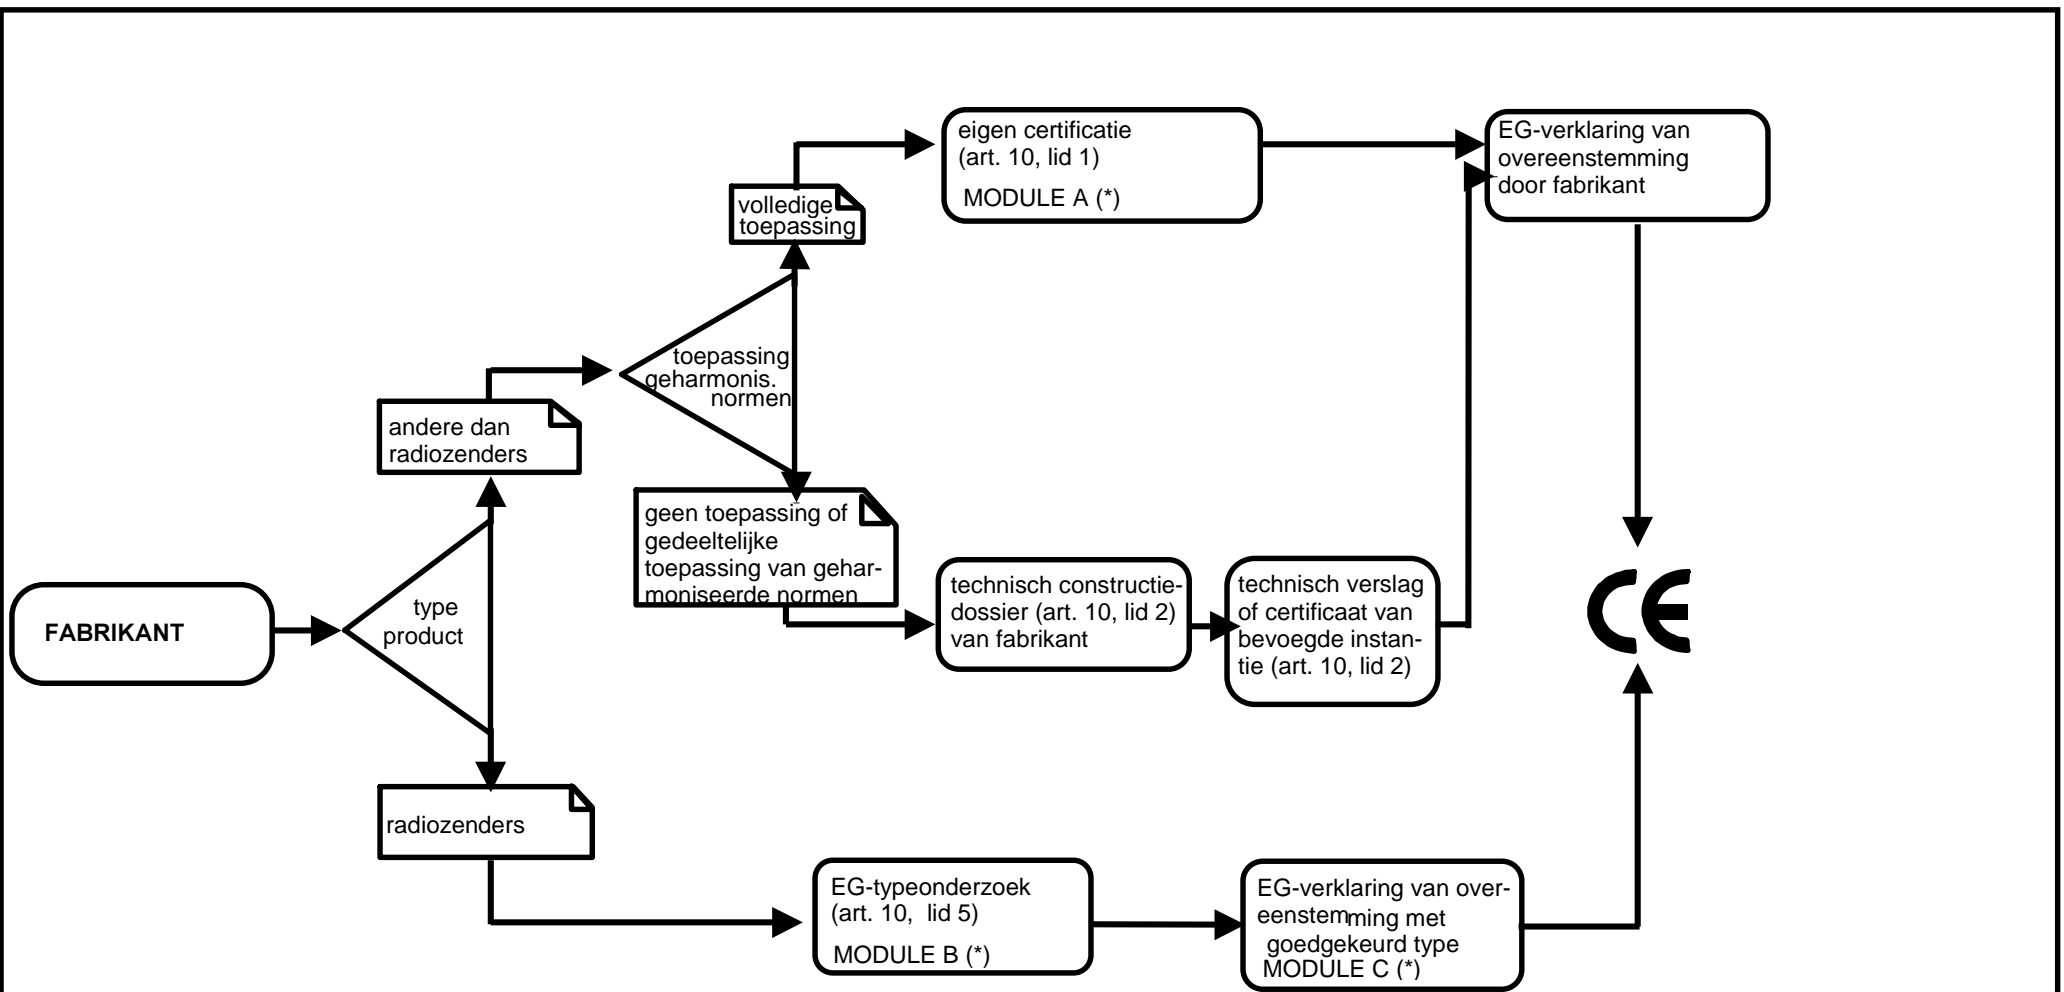 eigen certificatie
(art. 10, lid 1)
MODULE A (*)
EG-verklaring van
overeenstemming
door fabrikant
volledige
toepassing
toepassing
geharmonis.
normen
andere dan
radiozenders
geen toepassing of
gedeeltelijke
toepassing van gehar-
moniseerde normen
technisch constructie-
dossier (art. 10, lid 2)
van fabrikant
technisch verslag
of certificaat van
bevoegde instan-
tie (art. 10, lid 2)
CE
FABRIKANT
type
product
radiozenders
EG-typeonderzoek
(art. 10, lid 5)
MODULE B (*)
EG-verklaring van over-
eenstemming met
goedgekeurd type
MODULE C (*)